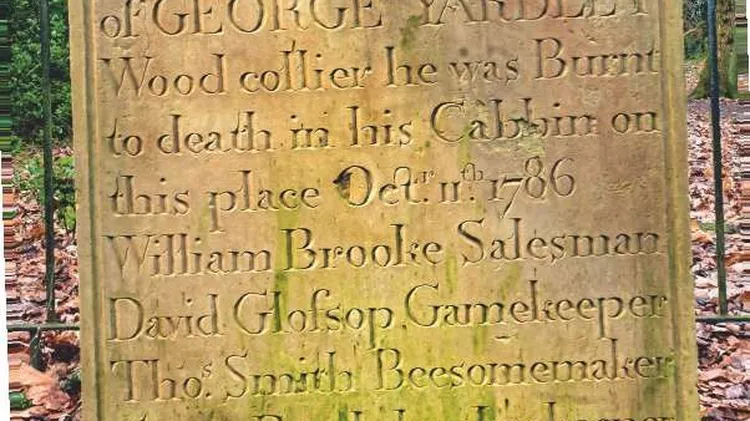 of GEORGE YARDLEY
Wood collier he was Burnt
to death in his Cabbin on
this place Octr. 11th. 1786
William Brooke Salesman
David Gloſsop Gamekeeper
Thos. Smith Beesomemaker